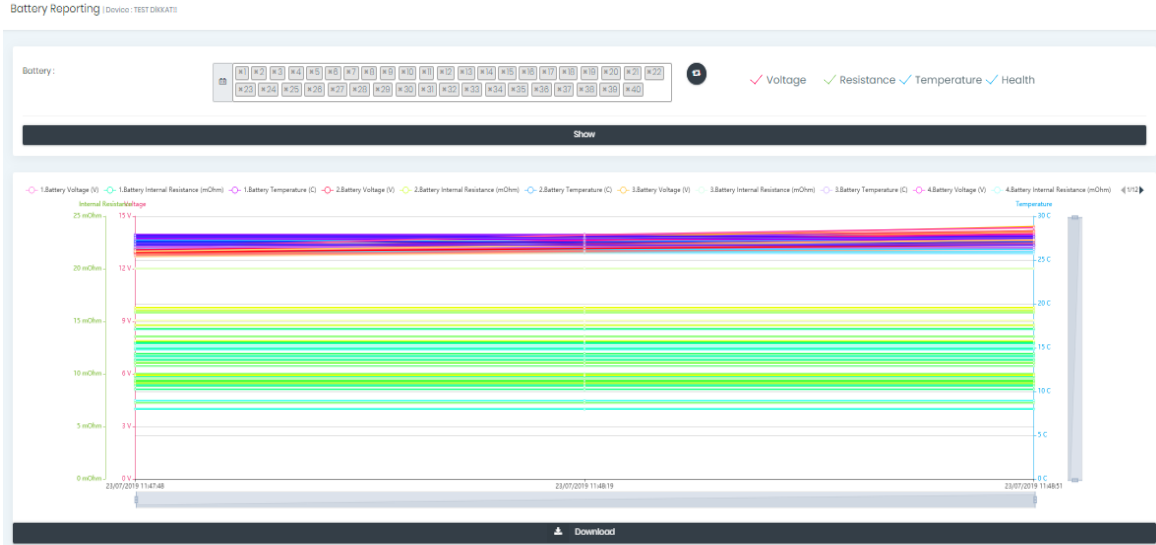 Battery Reporting | Device : TEST DİKKAT!!
Battery :
×1 ×2 ×3 ×4 ×5 ×6 ×7 ×8 ×9 ×10 ×11 ×12 ×13 ×14 ×15 ×16 ×17 ×18 ×19 ×20 ×21 ×22
×23 ×24 ×25 ×26 ×27 ×28 ×29 ×30 ×31 ×32 ×33 ×34 ×35 ×36 ×37 ×38 ×39 ×40
Voltage Resistance Temperature Health
Show
1.Battery Voltage (V) 1.Battery Internal Resistance (mOhm) 1.Battery Temperature (C) 2.Battery Voltage (V) 2.Battery Internal Resistance (mOhm) 2.Battery Temperature (C) 3.Battery Voltage (V) 3.Battery Internal Resistance (mOhm) 3.Battery Temperature (C) 4.Battery Voltage (V) 4.Battery Internal Resistance (mOhm) 1/12
Internal Resistance Voltage Temperature
25 mOhm 15 V 30 C
25 C
20 mOhm 12 V
20 C
15 mOhm 9 V
15 C
10 mOhm 6 V
10 C
5 mOhm 3 V
5 C
0 mOhm 0 V 0 C
23/07/2019 11:47:48 23/07/2019 11:48:19 23/07/2019 11:48:51
Download